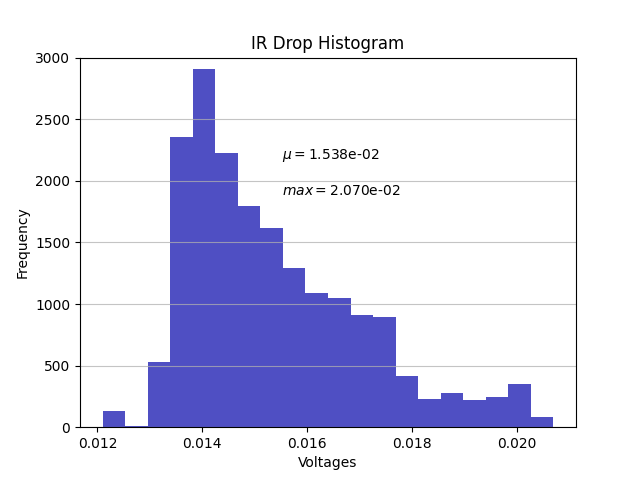 IR Drop Histogram
3000
2500
2000
1500
1000
500
0
Frequency
μ = 1.538e-02
max = 2.070e-02
0.012 0.014 0.016 0.018 0.020
Voltages